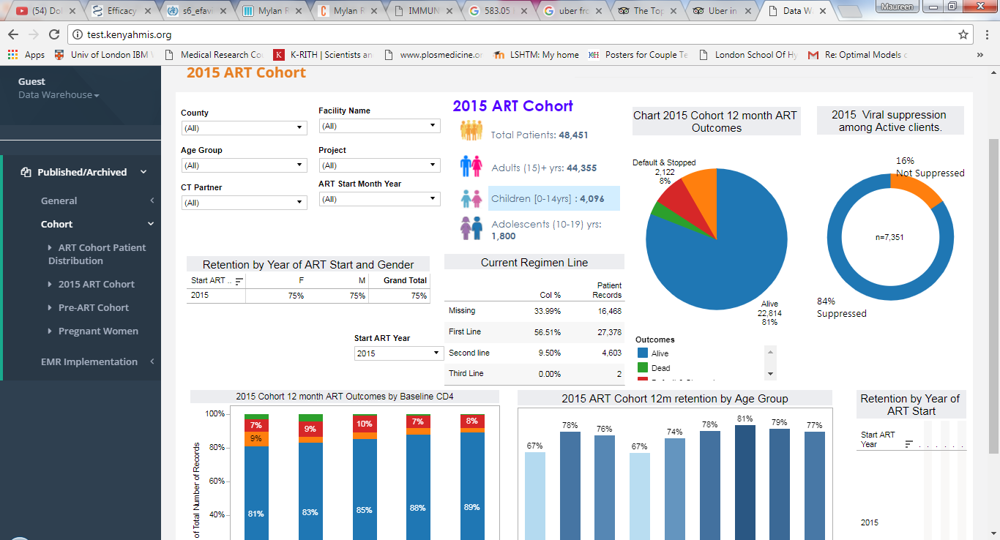 (54) Dol
Efficacy
s6_efavi
Mylan R
Mylan R
IMMUN
583.05
uber fro
The Top
Uber in
Data Wa
Maureen
test.kenyahmis.org
Apps
Univ of London IBM
Medical Research Co
K-RITH | Scientists an
www.plosmedicine.o
LSHTM: My home
Posters for Couple Te
London School Of Hy
Re: Optimal Models
»
Guest
Data Warehouse
Published/Archived
General
Cohort
ART Cohort Patient
Distribution
2015 ART Cohort
Pre-ART Cohort
Pregnant Women
EMR Implementation
2015 ART Cohort
County
(All)
Facility Name
(All)
Age Group
(All)
Project
(All)
CT Partner
(All)
ART Start Month Year
(All)
2015 ART Cohort
Total Patients: 48,451
Adults (15)+ yrs: 44,355
Children [0-14yrs] : 4,096
Adolescents (10-19) yrs:
1,800
Chart 2015 Cohort 12 month ART
Outcomes
Default & Stopped
2,122
8%
Alive
22,814
81%
Outcomes
Alive
Dead
2015 Viral suppression
among Active clients.
16%
Not Suppressed
n=7,351
84%
Suppressed
Retention by Year of ART Start and Gender
Start ART .. F M Grand Total
2015 75% 75% 75%
Start ART Year
2015
Current Regimen Line
Patient
Col % Records
Missing 33.99% 16,468
First Line 56.51% 27,378
Second line 9.50% 4,603
Third Line 0.00% 2
2015 Cohort 12 month ART Outcomes by Baseline CD4
of Total Number of Records
100%
80%
60%
40%
7% 9% 10% 7% 8%
9%
81% 83% 85% 88% 89%
2015 ART Cohort 12m retention by Age Group
67% 78% 76% 67% 74% 78% 81% 79% 77%
Retention by Year of
ART Start
Start ART
Year
2015